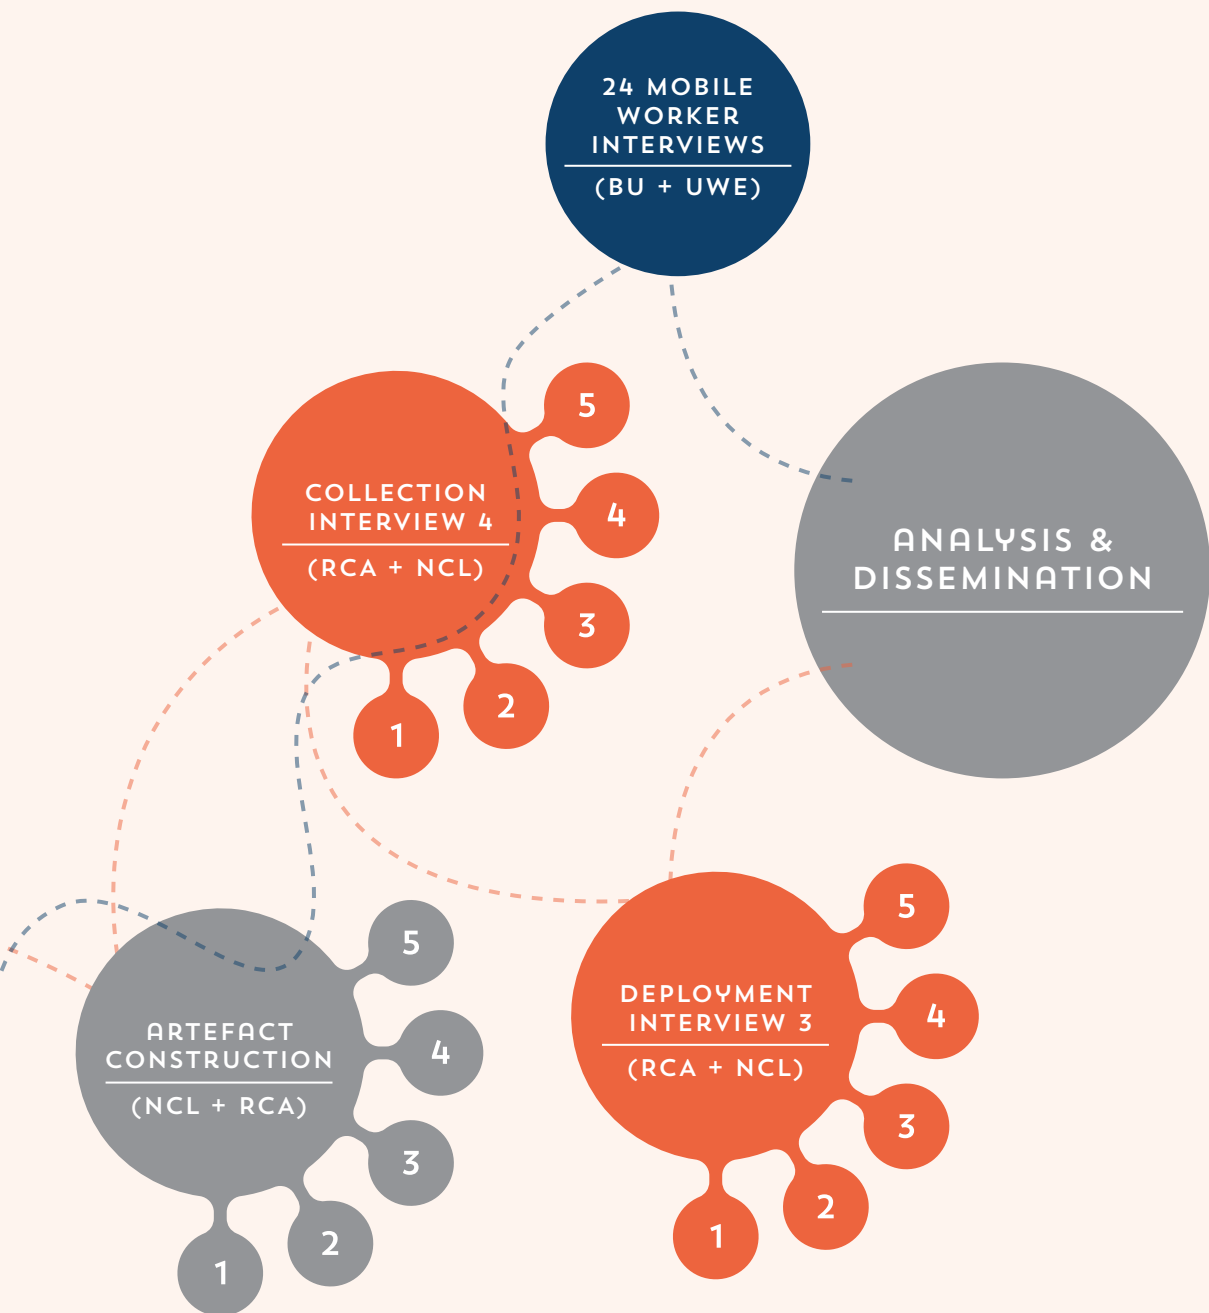 24 MOBILE
WORKER
INTERVIEWS
(BU + UWE)
5
4
3
2
1
COLLECTION
INTERVIEW 4
(RCA + NCL)
ANALYSIS &
DISSEMINATION
5
4
3
2
1
ARTEFACT
CONSTRUCTION
(NCL + RCA)
5
4
3
2
1
DEPLOYMENT
INTERVIEW 3
(RCA + NCL)